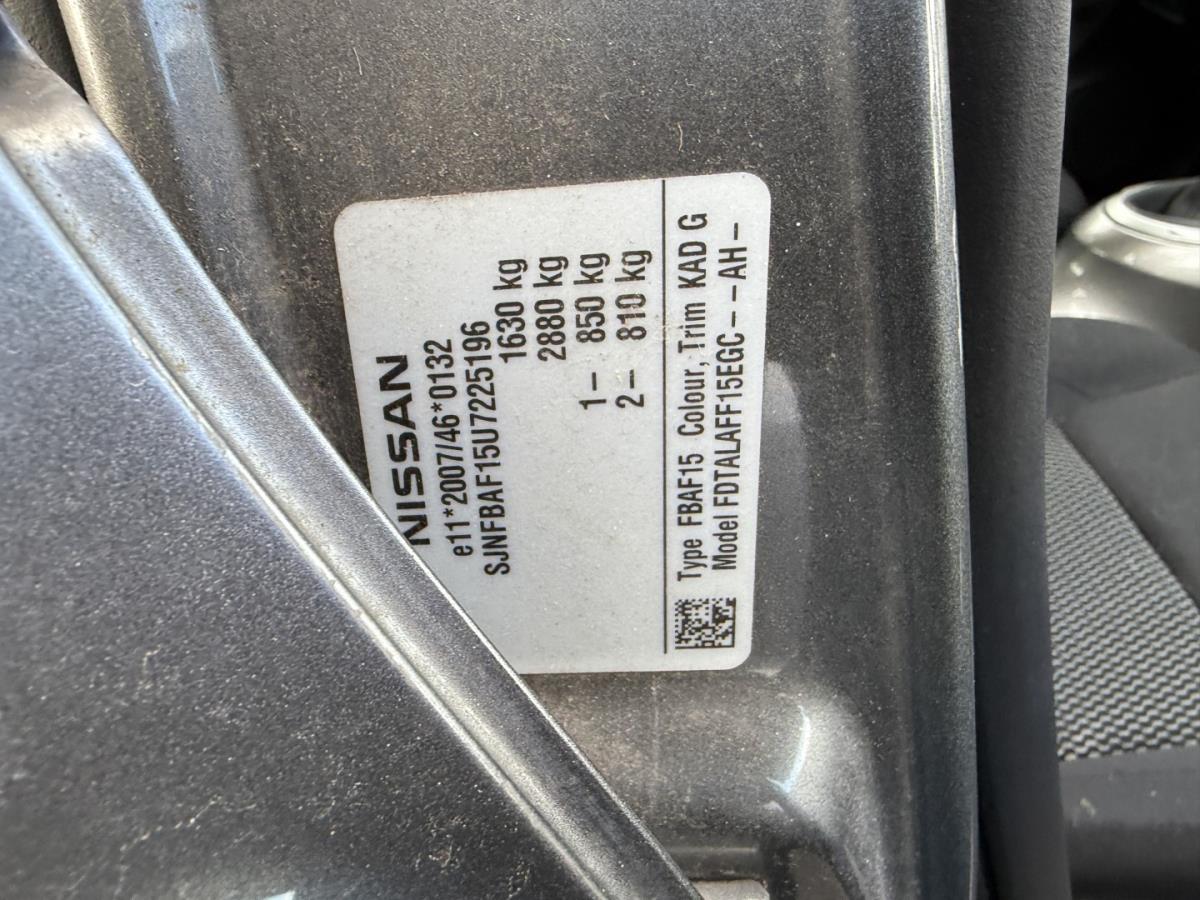 NISSAN
e11*2007/46*0132
SJNFBAF15U7225196
1630 kg
2880 kg
1– 850 kg
2– 810 kg
Type FBAF15 Colour, Trim KAD G
Model FDTALAFF15EGC – – AH –